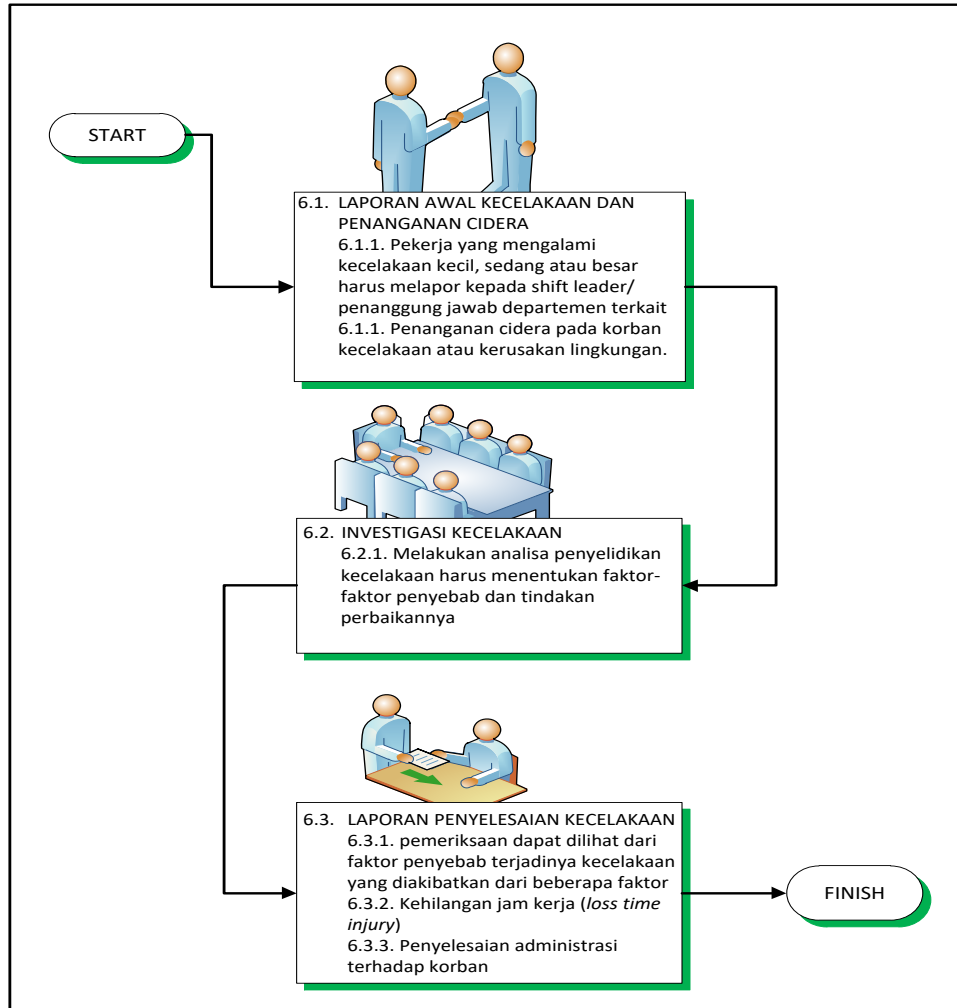 START
6.1. LAPORAN AWAL KECELAKAAN DAN
PENANGANAN CIDERA
6.1.1. Pekerja yang mengalami
kecelakaan kecil, sedang atau besar
harus melapor kepada shift leader/
penanggung jawab departemen terkait
6.1.1. Penanganan cidera pada korban
kecelakaan atau kerusakan lingkungan.
6.2. INVESTIGASI KECELAKAAN
6.2.1. Melakukan analisa penyelidikan
kecelakaan harus menentukan faktor-
faktor penyebab dan tindakan
perbaikannya
6.3. LAPORAN PENYELESAIAN KECELAKAAN
6.3.1. pemeriksaan dapat dilihat dari
faktor penyebab terjadinya kecelakaan
yang diakibatkan dari beberapa faktor
6.3.2. Kehilangan jam kerja (loss time
injury)
6.3.3. Penyelesaian administrasi
terhadap korban
FINISH